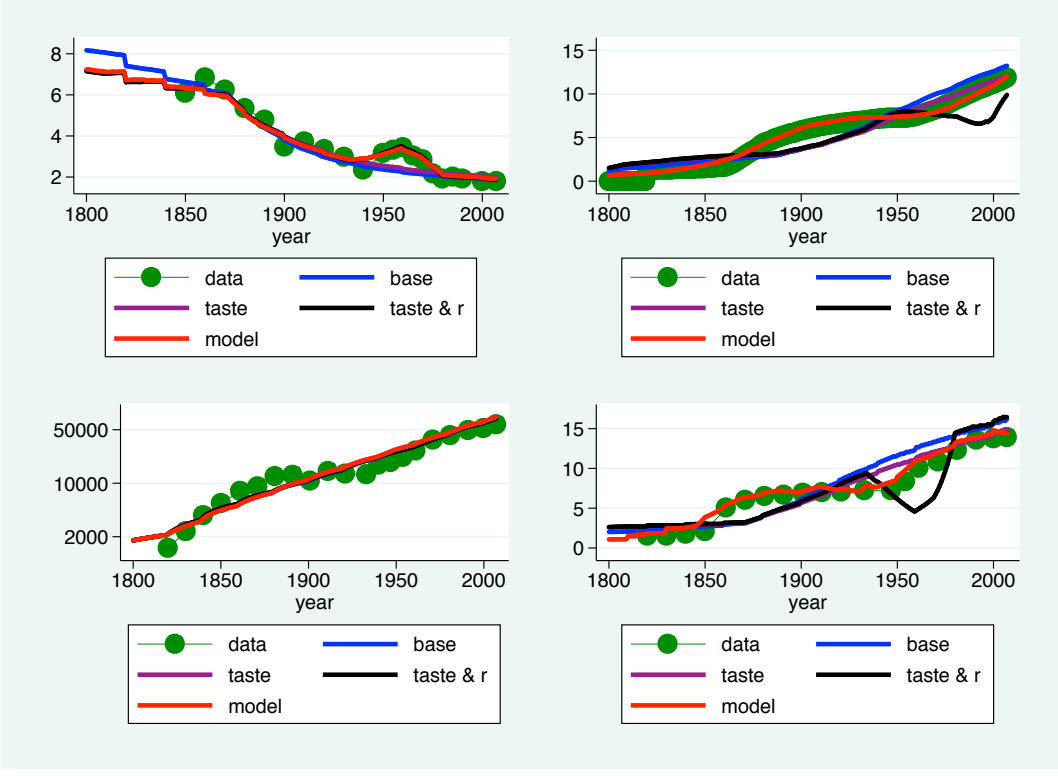 8
6
4
2
1800 1850 1900 1950 2000
year
data base
taste taste & r
model
15
10
5
0
1800 1850 1900 1950 2000
year
data base
taste taste & r
model
50000
10000
2000
1800 1850 1900 1950 2000
year
data base
taste taste & r
model
15
10
5
0
1800 1850 1900 1950 2000
year
data base
taste taste & r
model